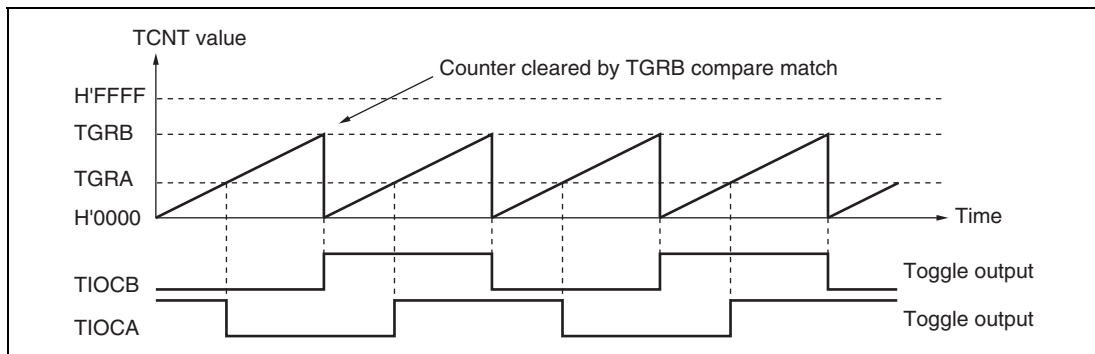 TCNT value
Counter cleared by TGRB compare match
H'FFFF
TGRB
TGRA
H'0000
Time
TIOCB
Toggle output
TIOCA
Toggle output